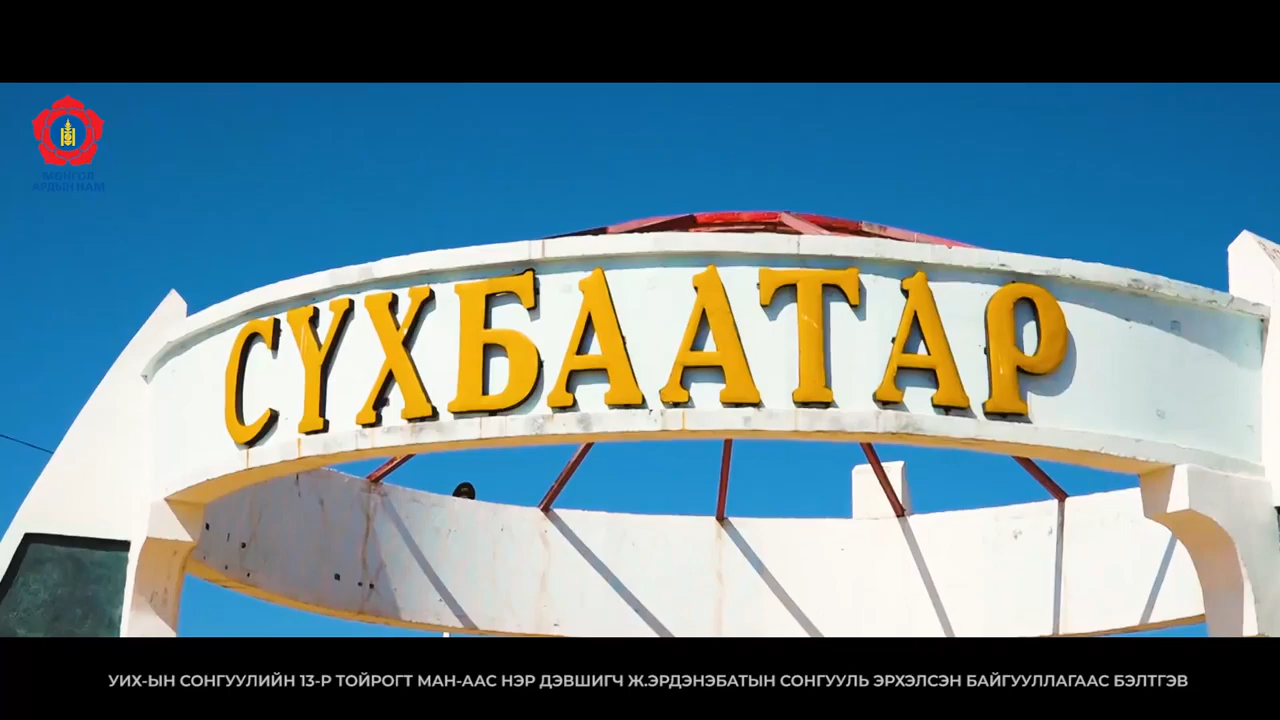 МОНГОЛ
АРДЫН НАМ
СҮХБААТАР
УИХ-ЫН СОНГУУЛИЙН 13-Р ТОЙРОГТ МАН-ААС НЭР ДЭВШИГЧ Ж.ЭРДЭНЭБАТЫН СОНГУУЛЬ ЭРХЭЛСЭН БАЙГУУЛЛАГААС БЭЛТГЭВ